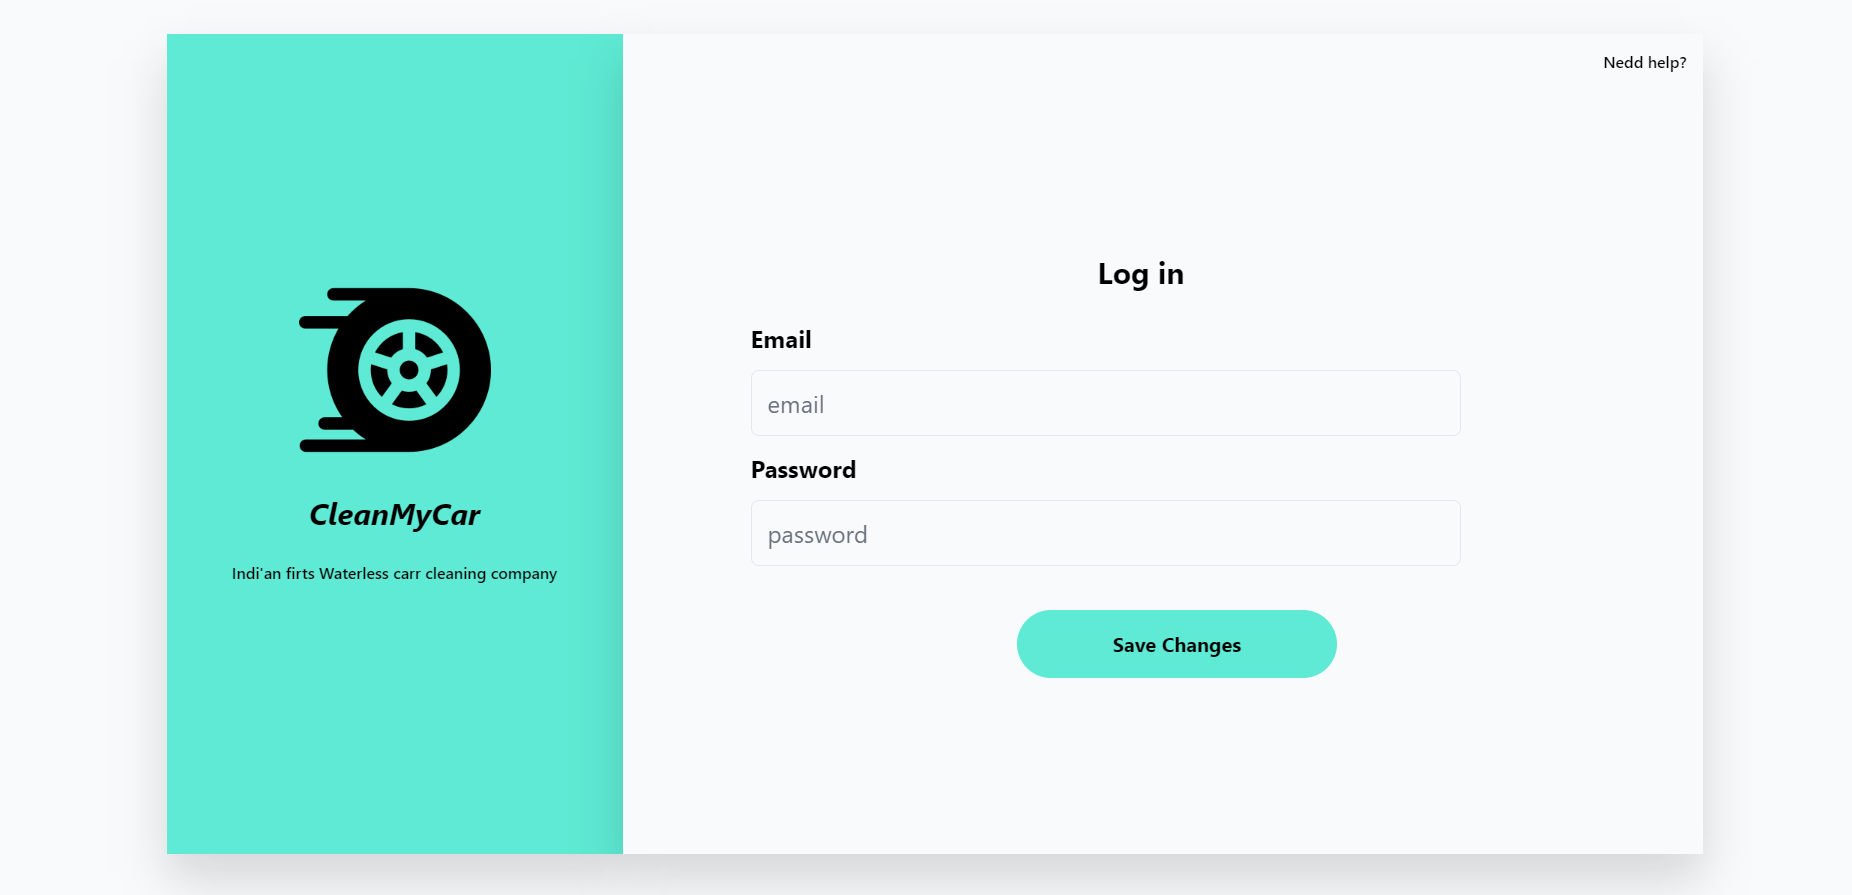 Nedd help?
CleanMyCar
Indi'an firts Waterless carr cleaning company
Log in
Email
email
Password
password
Save Changes